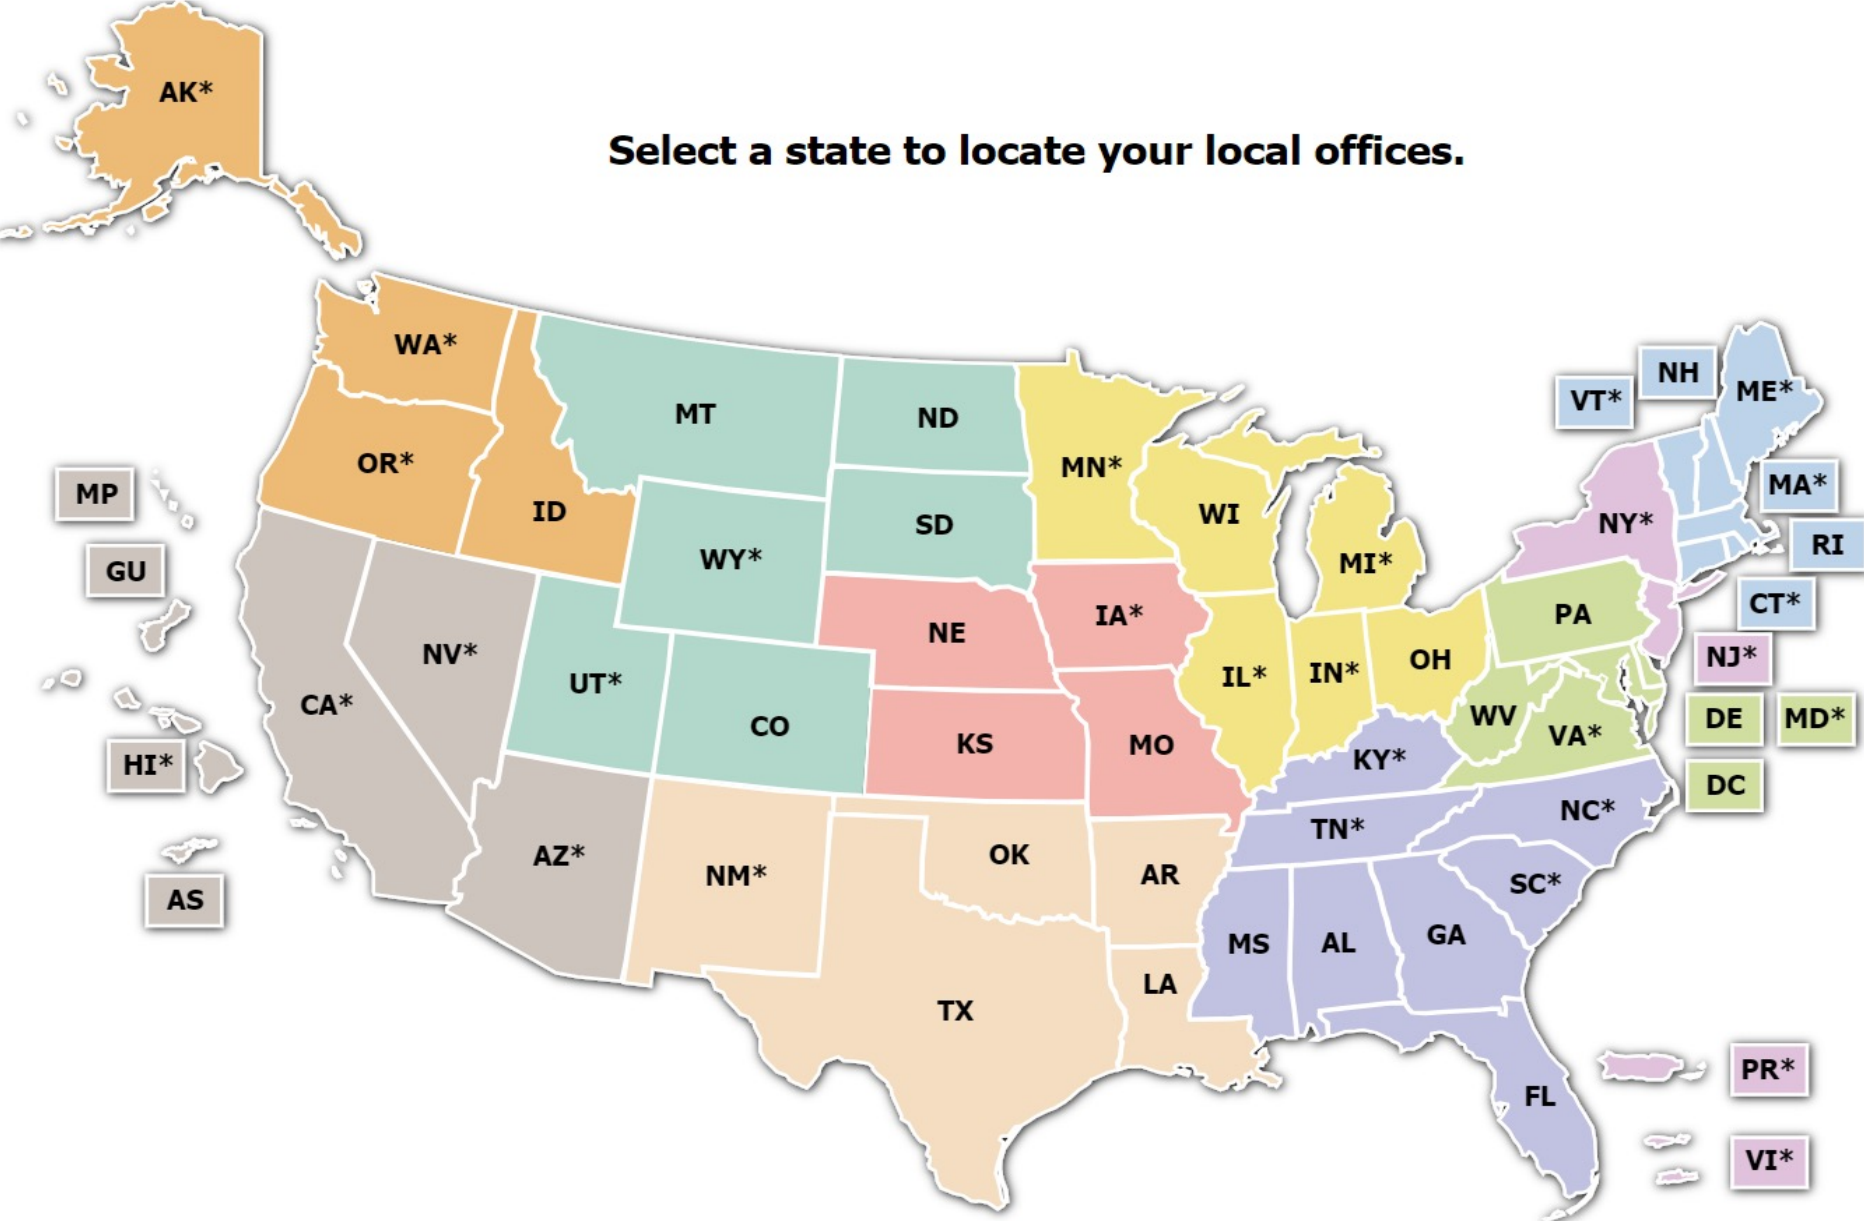 AK*
Select a state to locate your local offices.
WA*
MT
ND
MN*
VT*
NH
ME*
OR*
ID
SD
WI
MI*
NY*
MA*
RI
MP
GU
WY*
NE
IA*
PA
CT*
NV*
UT*
CO
KS
MO
IL*
IN*
OH
WV
VA*
NJ*
DE
MD*
DC
CA*
HI*
AS
KY*
NC*
TN*
AZ*
NM*
OK
AR
SC*
MS
AL
GA
TX
LA
FL
PR*
VI*